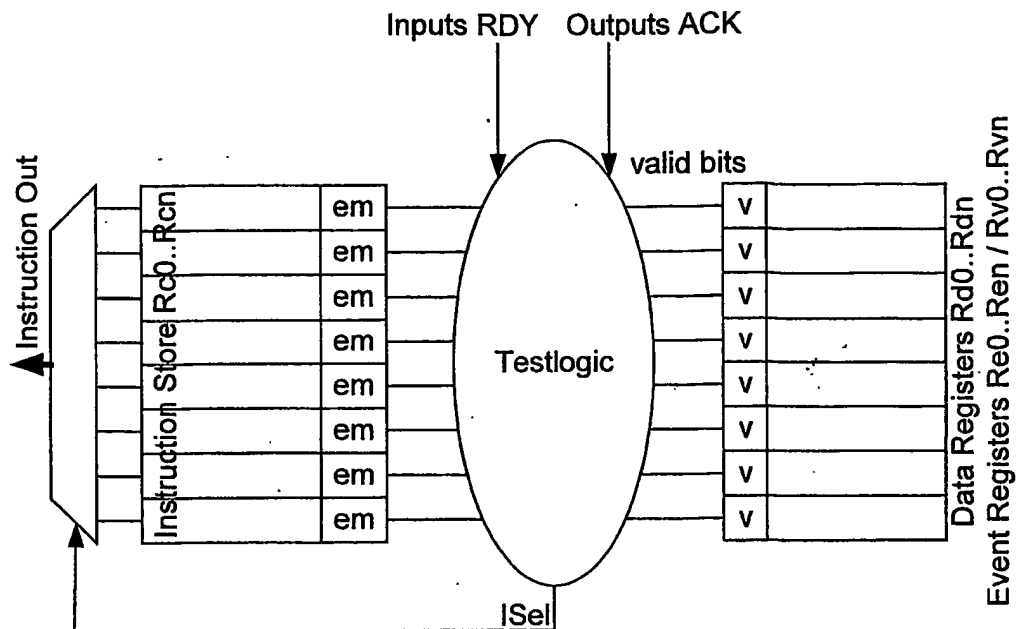 Inputs RDY
Outputs ACK
valid bits
Instruction Out
Instruction Store Rc0..Rcn
em
em
em
em
em
em
em
em
Testlogic
v
v
v
v
v
v
v
v
Data Registers Rd0..Rdn
Event Registers Re0..Ren / Rv0..Rvn
ISel